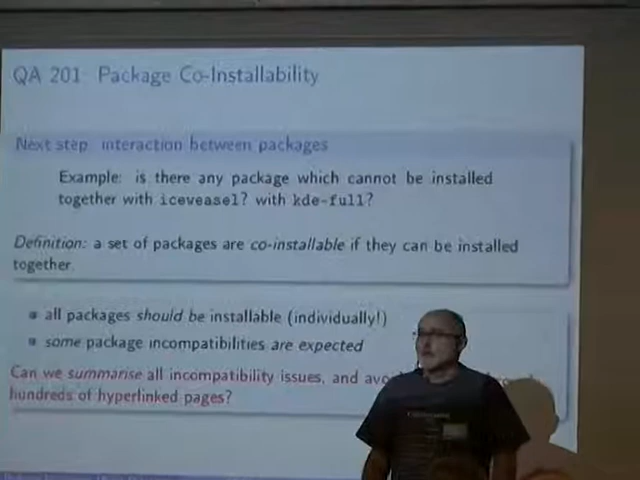 QA 201: Package Co-Installability
Next step: interaction between packages
Example: is there any package which cannot be installed
together with iceveasel? with kde-full?
Definition: a set of packages are co-installable if they can be installed
together.
all packages should be installable (individually!)
some package incompatibilities are expected
Can we summarise all incompatibility issues, and
hundreds of hyperlinked pages?